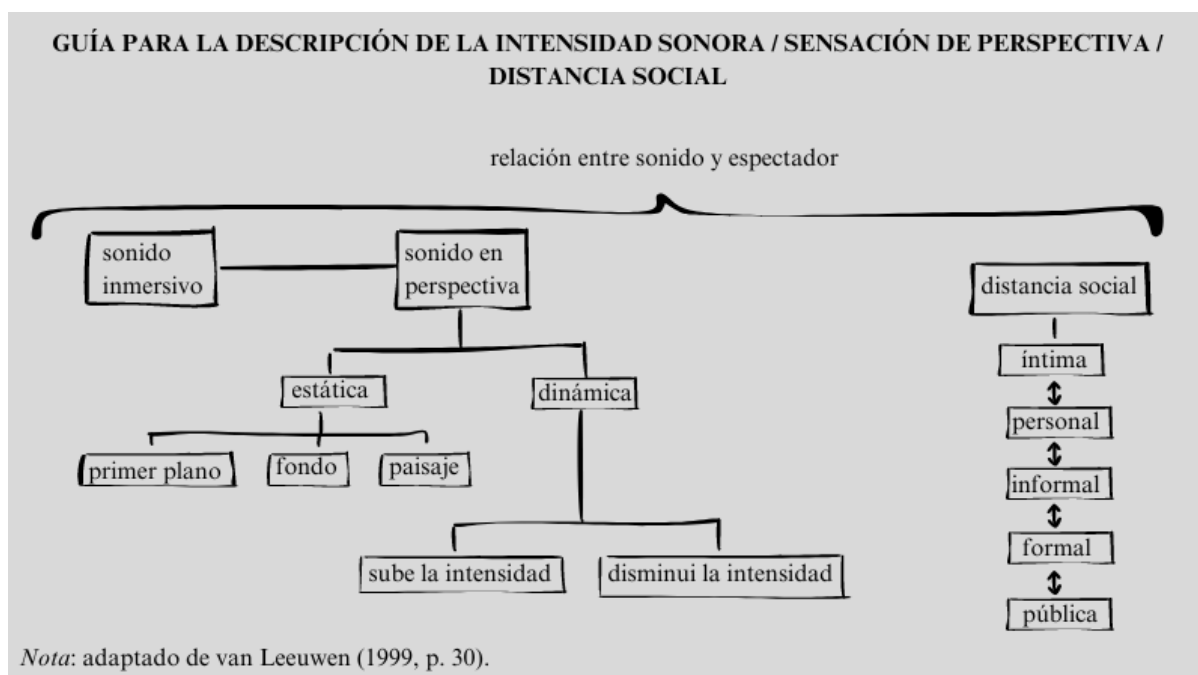 GUÍA PARA LA DESCRIPCIÓN DE LA INTENSIDAD SONORA / SENSACIÓN DE PERSPECTIVA /
DISTANCIA SOCIAL
relación entre sonido y espectador
sonido
inmersivo
sonido en
perspectiva
distancia social
estática
dinámica
primer plano
fondo
paisaje
sube la intensidad
disminui la intensidad
íntima
personal
informal
formal
pública
Nota: adaptado de van Leeuwen (1999, p. 30).